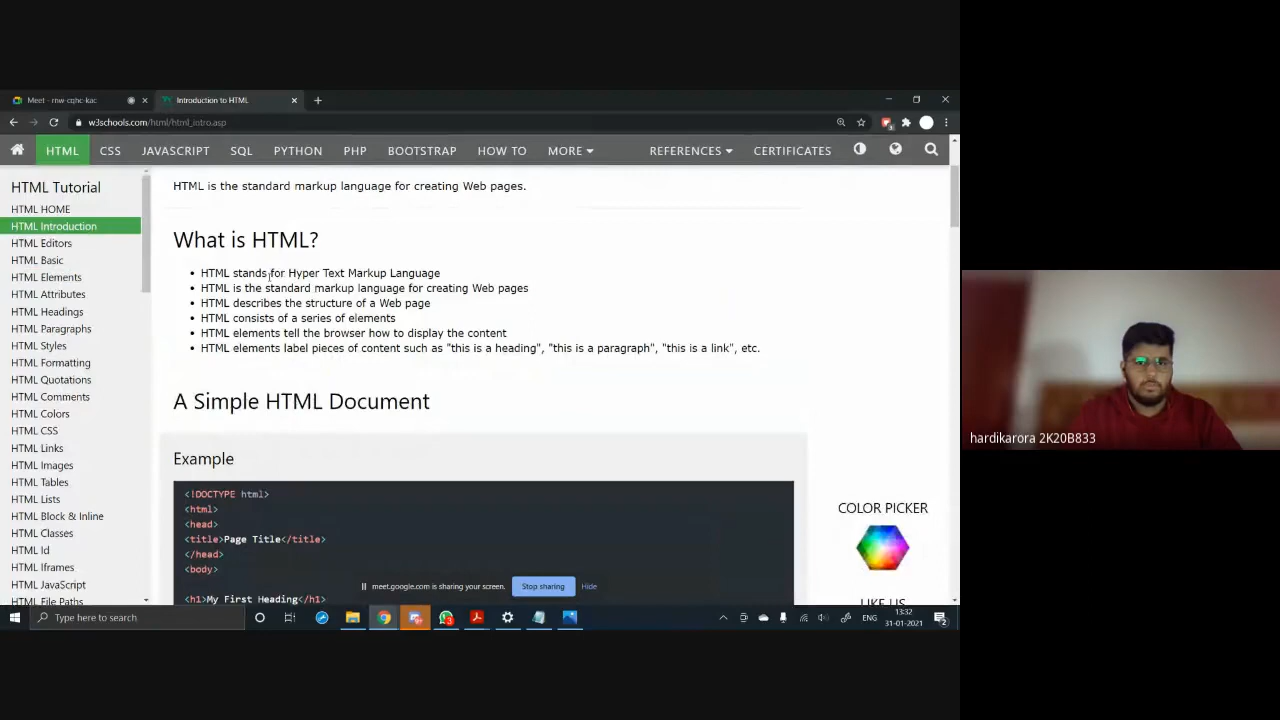 Meet - rnw-cqhc-kac
Introduction to HTML
w3schools.com/html/html_intro.asp
HTML CSS JAVASCRIPT SQL PYTHON PHP BOOTSTRAP HOW TO MORE REFERENCES CERTIFICATES
HTML Tutorial
HTML HOME
HTML Introduction
HTML Editors
HTML Basic
HTML Elements
HTML Attributes
HTML Headings
HTML Paragraphs
HTML Styles
HTML Formatting
HTML Quotations
HTML Comments
HTML Colors
HTML CSS
HTML Links
HTML Images
HTML Tables
HTML Lists
HTML Block & Inline
HTML Classes
HTML Id
HTML Iframes
HTML JavaScript
HTML File Paths
HTML is the standard markup language for creating Web pages.
What is HTML?
• HTML stands for Hyper Text Markup Language
• HTML is the standard markup language for creating Web pages
• HTML describes the structure of a Web page
• HTML consists of a series of elements
• HTML elements tell the browser how to display the content
• HTML elements label pieces of content such as "this is a heading", "this is a paragraph", "this is a link", etc.
A Simple HTML Document
Example
<!DOCTYPE html>
<html>
<head>
<title>Page Title</title>
</head>
<body>
<h1>My First Heading</h1>
COLOR PICKER
LIKE US
meet.google.com is sharing your screen. Stop sharing Hide
Type here to search
3
ENG
13:32
31-01-2021
2
hardikarora 2K20B833